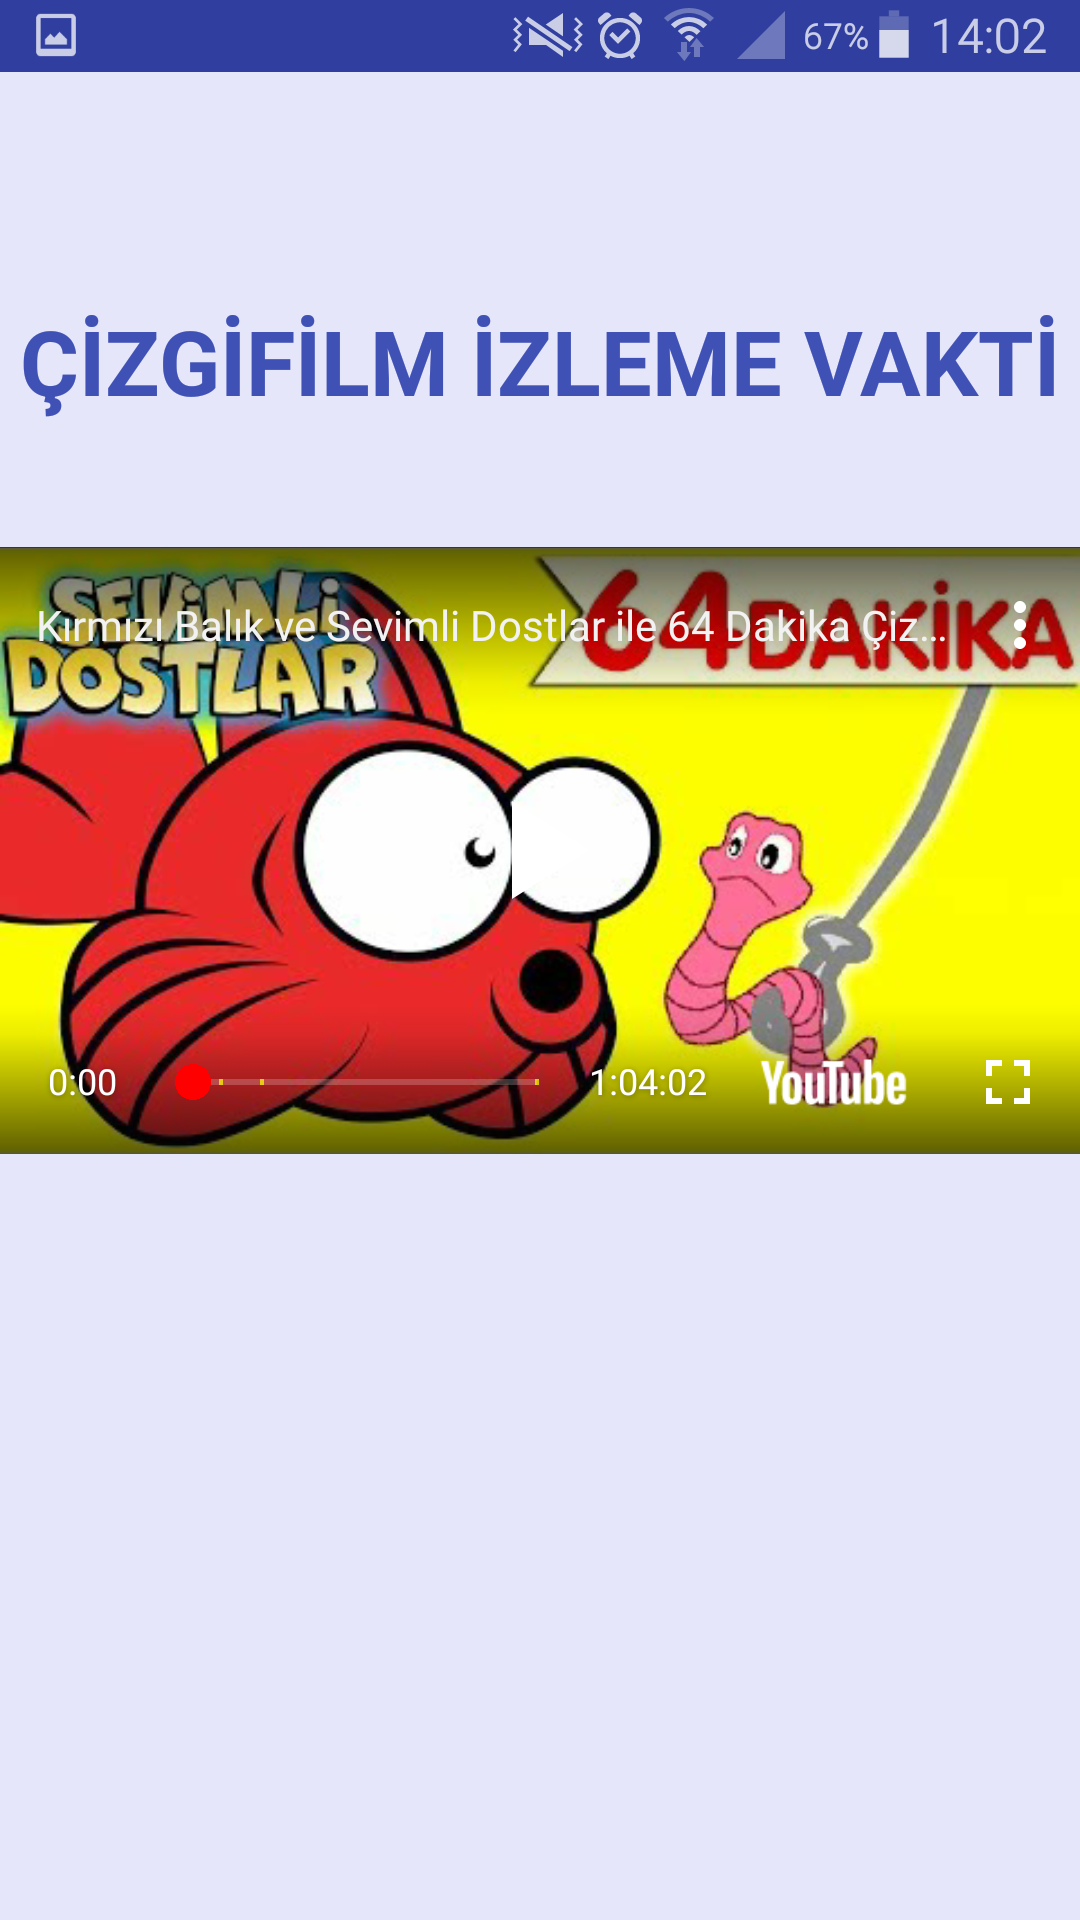 67% 14:02
ÇİZGİFİLM İZLEME VAKTİ
SEVİMLİ
DOSTLAR
64 DAKİKA
Kırmızı Balık ve Sevimli Dostlar ile 64 Dakika Çiz...
0:00 1:04:02 YouTube